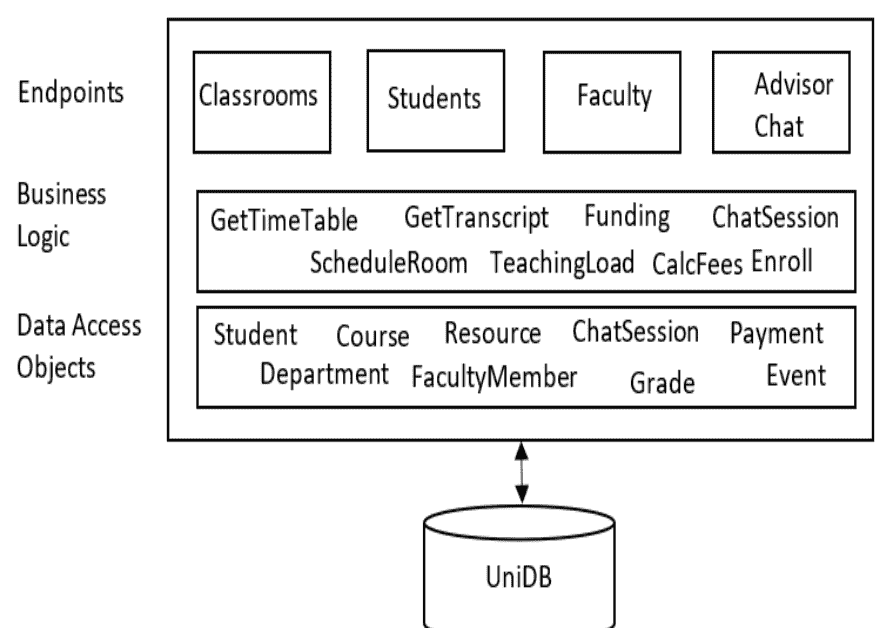 Endpoints
Classrooms
Students
Faculty
Advisor
Chat
Business
Logic
GetTimeTable GetTranscript Funding ChatSession
ScheduleRoom TeachingLoad CalcFees Enroll
Data Access
Objects
Student Course Resource ChatSession Payment
Department FacultyMember Grade Event
UniDB